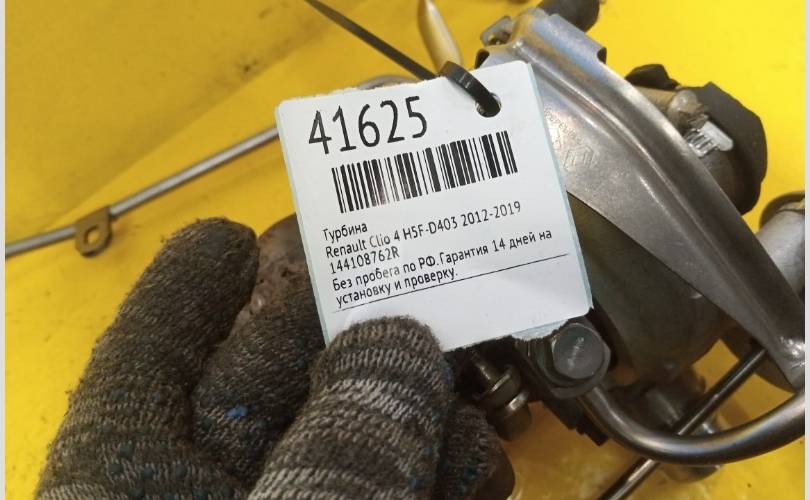 41625
Турбина
Renault Clio 4 H5F-D403 2012-2019
144108762R
Без пробега по РФ.Гарантия 14 дней на
установку и проверку.